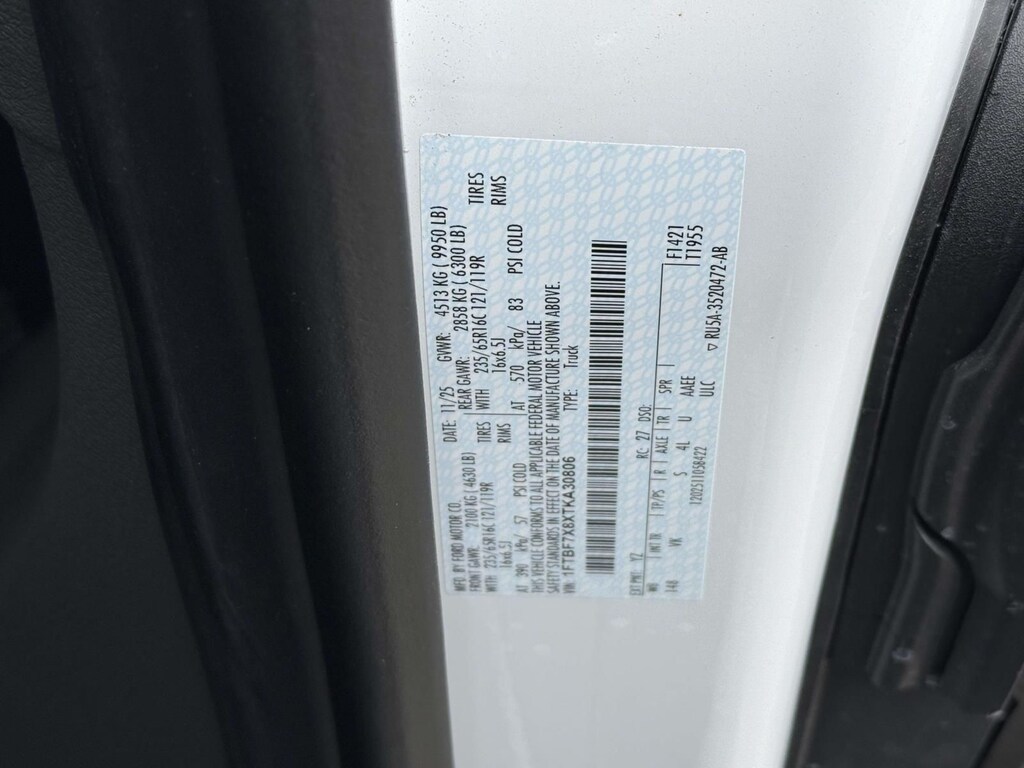 MFD. BY FORD MOTOR CO.
DATE: 11/25 GVWR: 4513 KG ( 9950 LB)
FRONT GAWR: 2100 KG ( 4630 LB) REAR GAWR: 2858 KG ( 6300 LB)
WITH 235/65R16C 121/119R TIRES WITH 235/65R16C 121/119R TIRES
16x6.5J RIMS 16x6.5J RIMS
AT 390 kPa/ 57 PSI COLD AT 570 kPa/ 83 PSI COLD
THIS VEHICLE CONFORMS TO ALL APPLICABLE FEDERAL MOTOR VEHICLE
SAFETY STANDARDS IN EFFECT ON THE DATE OF MANUFACTURE SHOWN ABOVE.
VIN: 1FTBF7X8XTKA30806 TYPE: Truck
EXT PNT: YZ RC: 27 DSO: F1421
WB INT TR TP/PS R AXLE TR SPR T1955
148 VK S 4L U AAEE
1202511058422 ULC ▽ RU5A-3520472-AB